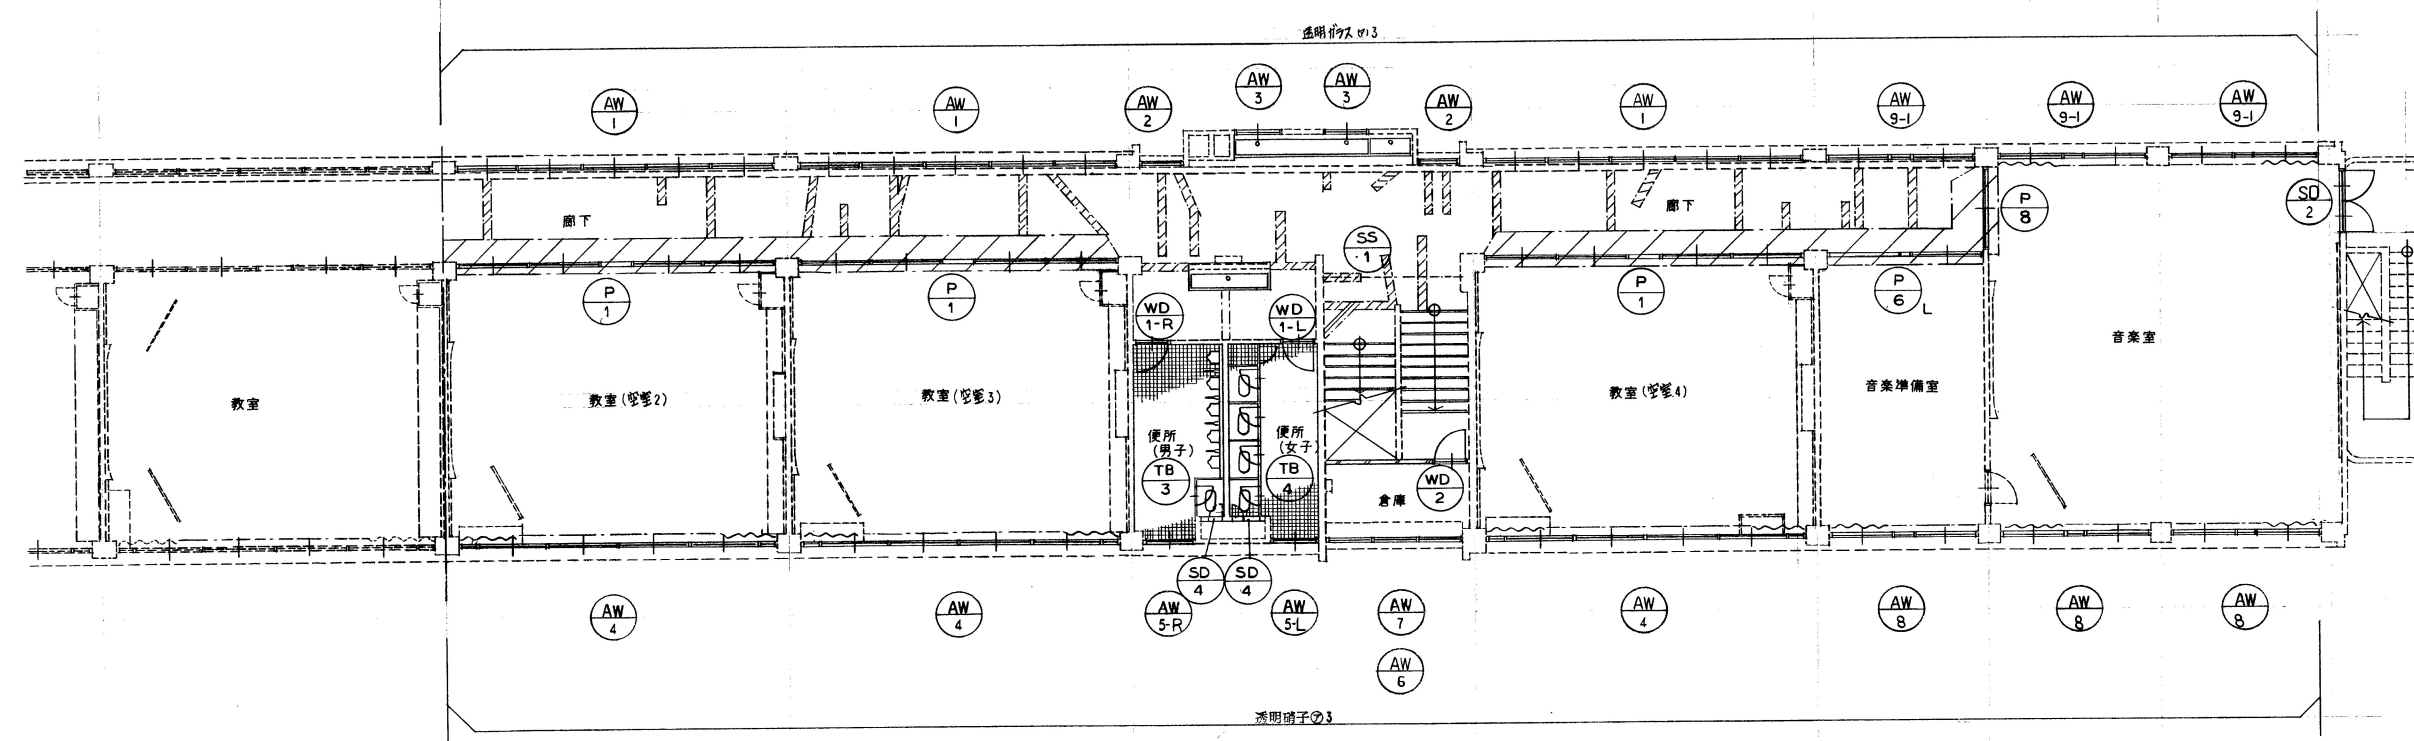 透明ガラス ㋐3
AW
3
AW
3
AW
1
AW
1
AW
2
AW
2
AW
1
AW
9-1
AW
9-1
AW
9-1
廊下
廊下
P
8
SD
2
SS
1
P
1
P
1
P
1
P
6
L
WD
1-R
WD
1-L
音楽室
教室
教室(空室2)
教室(空室3)
教室(空室4)
音楽準備室
便所
(男子)
便所
(女子)
TB
3
TB
4
倉庫
WD
2
SD
4
SD
4
AW
4
AW
4
AW
5-R
AW
5-L
AW
7
AW
4
AW
8
AW
8
AW
8
AW
6
透明硝子㋐3